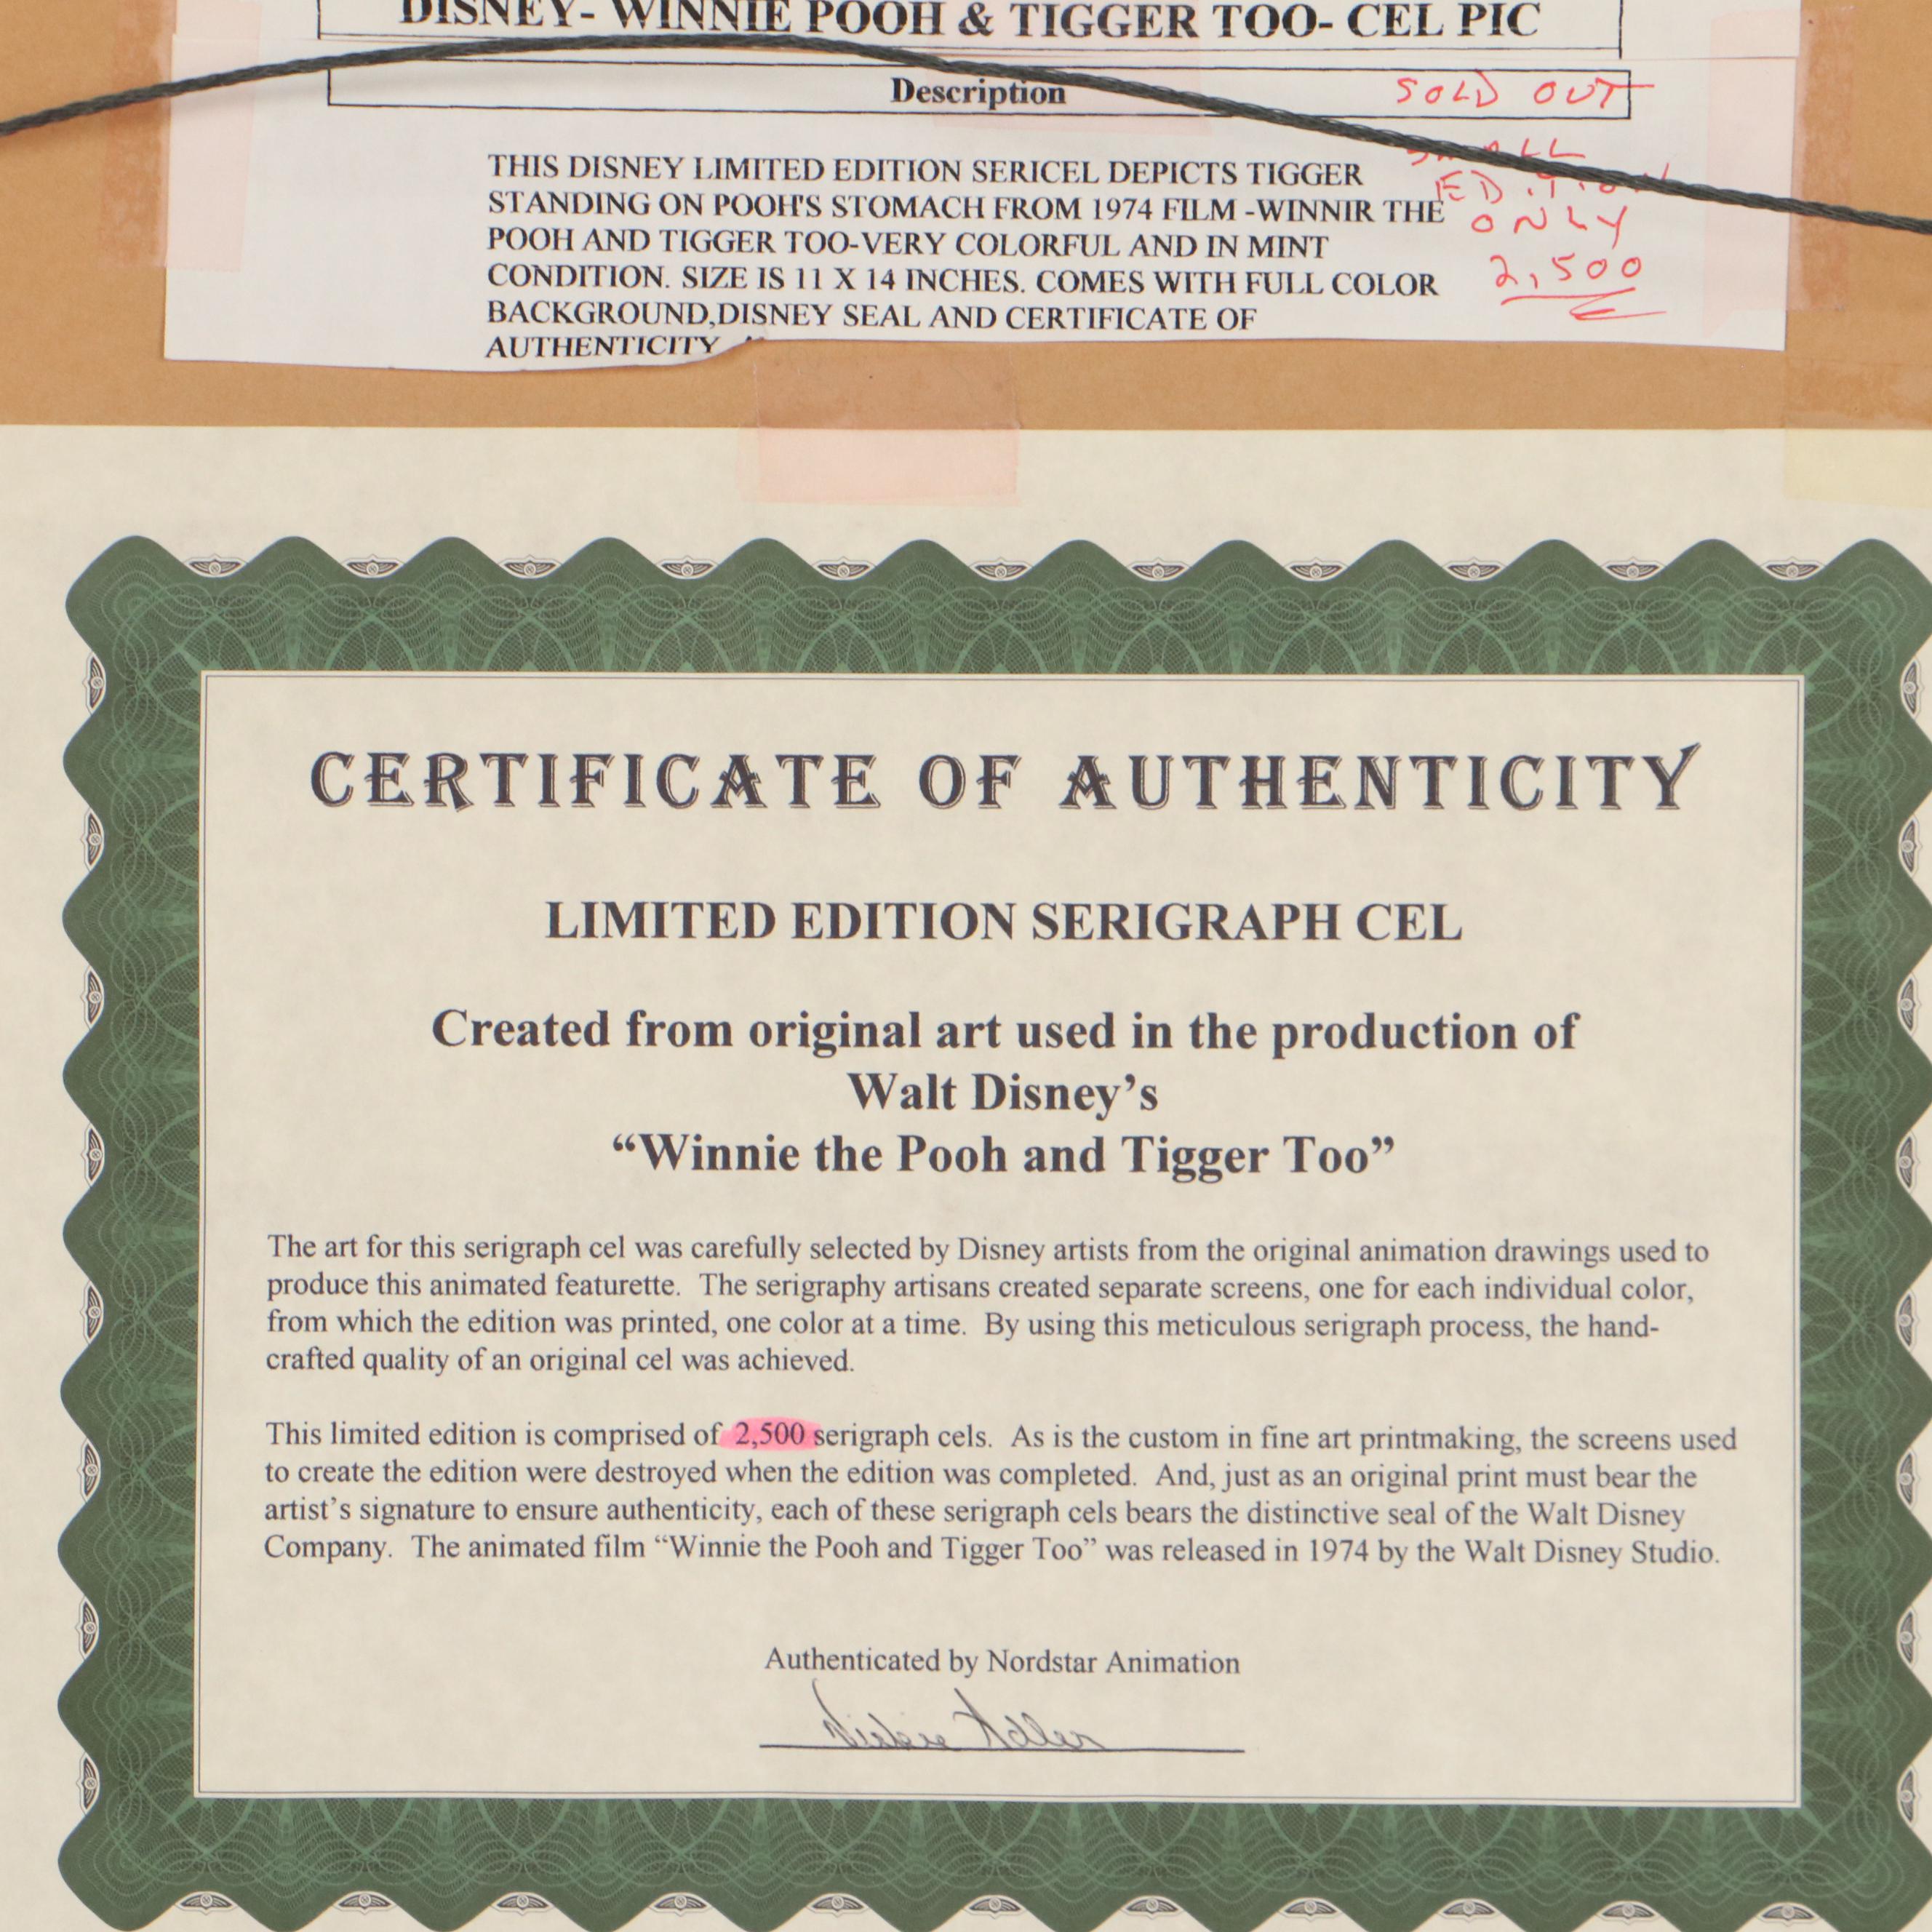 DISNEY- WINNIE POOH & TIGGER TOO- CEL PIC
Description
SOLD OUT
THIS DISNEY LIMITED EDITION SERICEL DEPICTS TIGGER
STANDING ON POOH'S STOMACH FROM 1974 FILM -WINNIR THE
POOH AND TIGGER TOO-VERY COLORFUL AND IN MINT
CONDITION. SIZE IS 11 X 14 INCHES. COMES WITH FULL COLOR
BACKGROUND,DISNEY SEAL AND CERTIFICATE OF
AUTHENTICITY
SMALL
EDITION
ONLY
2,500
CERTIFICATE OF AUTHENTICITY
LIMITED EDITION SERIGRAPH CEL
Created from original art used in the production of
Walt Disney's
“Winnie the Pooh and Tigger Too”
The art for this serigraph cel was carefully selected by Disney artists from the original animation drawings used to
produce this animated featurette. The serigraphy artisans created separate screens, one for each individual color,
from which the edition was printed, one color at a time. By using this meticulous serigraph process, the hand-
crafted quality of an original cel was achieved.
This limited edition is comprised of 2,500 serigraph cels. As is the custom in fine art printmaking, the screens used
to create the edition were destroyed when the edition was completed. And, just as an original print must bear the
artist's signature to ensure authenticity, each of these serigraph cels bears the distinctive seal of the Walt Disney
Company. The animated film “Winnie the Pooh and Tigger Too” was released in 1974 by the Walt Disney Studio.
Authenticated by Nordstar Animation
Adler